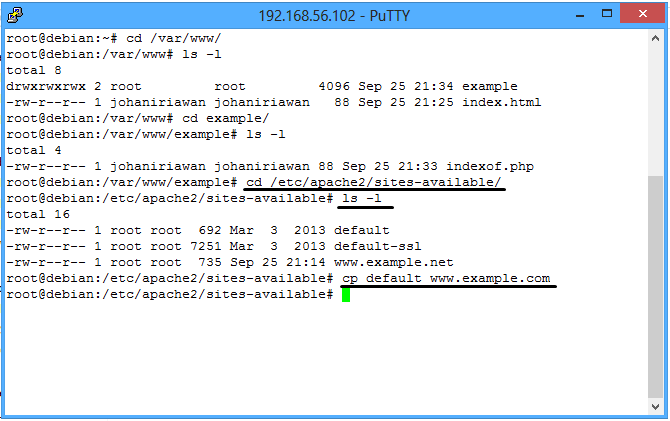 192.168.56.102 - PuTTY
root@debian:~# cd /var/www/
root@debian:/var/www# ls -l
total 8
drwxrwxrwx 2 root        root         4096 Sep 25 21:34 example
-rw-r--r-- 1 johaniriawan johaniriawan   88 Sep 25 21:25 index.html
root@debian:/var/www# cd example/
root@debian:/var/www/example# ls -l
total 4
-rw-r--r-- 1 johaniriawan johaniriawan 88 Sep 25 21:33 indexof.php
root@debian:/var/www/example# cd /etc/apache2/sites-available/
root@debian:/etc/apache2/sites-available# ls -l
total 16
-rw-r--r-- 1 root root  692 Mar  3  2013 default
-rw-r--r-- 1 root root 7251 Mar  3  2013 default-ssl
-rw-r--r-- 1 root root  735 Sep 25 21:14 www.example.net
root@debian:/etc/apache2/sites-available# cp default www.example.com
root@debian:/etc/apache2/sites-available#